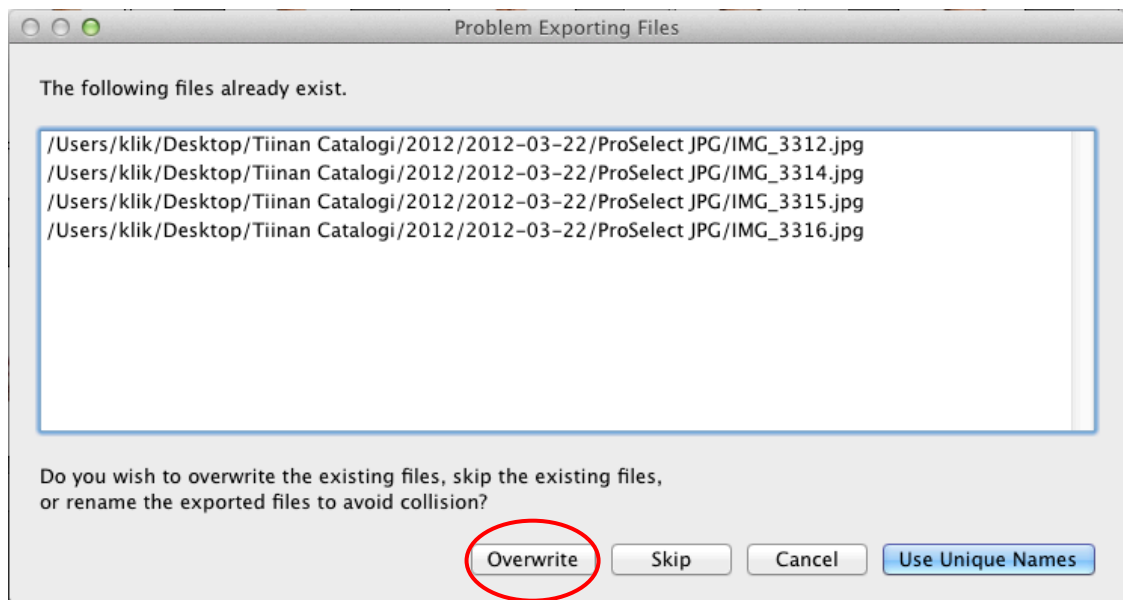 Problem Exporting Files
The following files already exist.
/Users/klik/Desktop/Tiinan Catalogi/2012/2012-03-22/ProSelect JPG/IMG_3312.jpg
/Users/klik/Desktop/Tiinan Catalogi/2012/2012-03-22/ProSelect JPG/IMG_3314.jpg
/Users/klik/Desktop/Tiinan Catalogi/2012/2012-03-22/ProSelect JPG/IMG_3315.jpg
/Users/klik/Desktop/Tiinan Catalogi/2012/2012-03-22/ProSelect JPG/IMG_3316.jpg
Do you wish to overwrite the existing files, skip the existing files,
or rename the exported files to avoid collision?
Overwrite Skip Cancel Use Unique Names